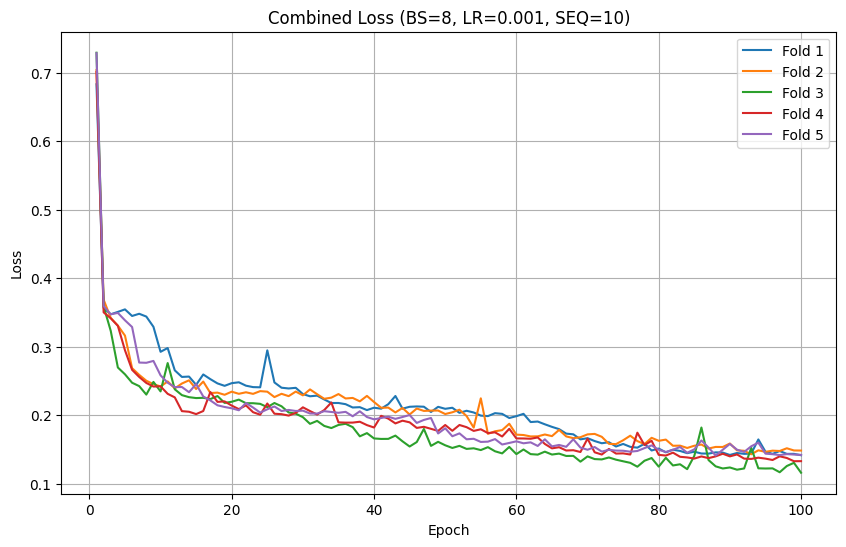 Combined Loss (BS=8, LR=0.001, SEQ=10)
Loss
0.7
0.6
0.5
0.4
0.3
0.2
0.1
Fold 1
Fold 2
Fold 3
Fold 4
Fold 5
0 20 40 60 80 100
Epoch